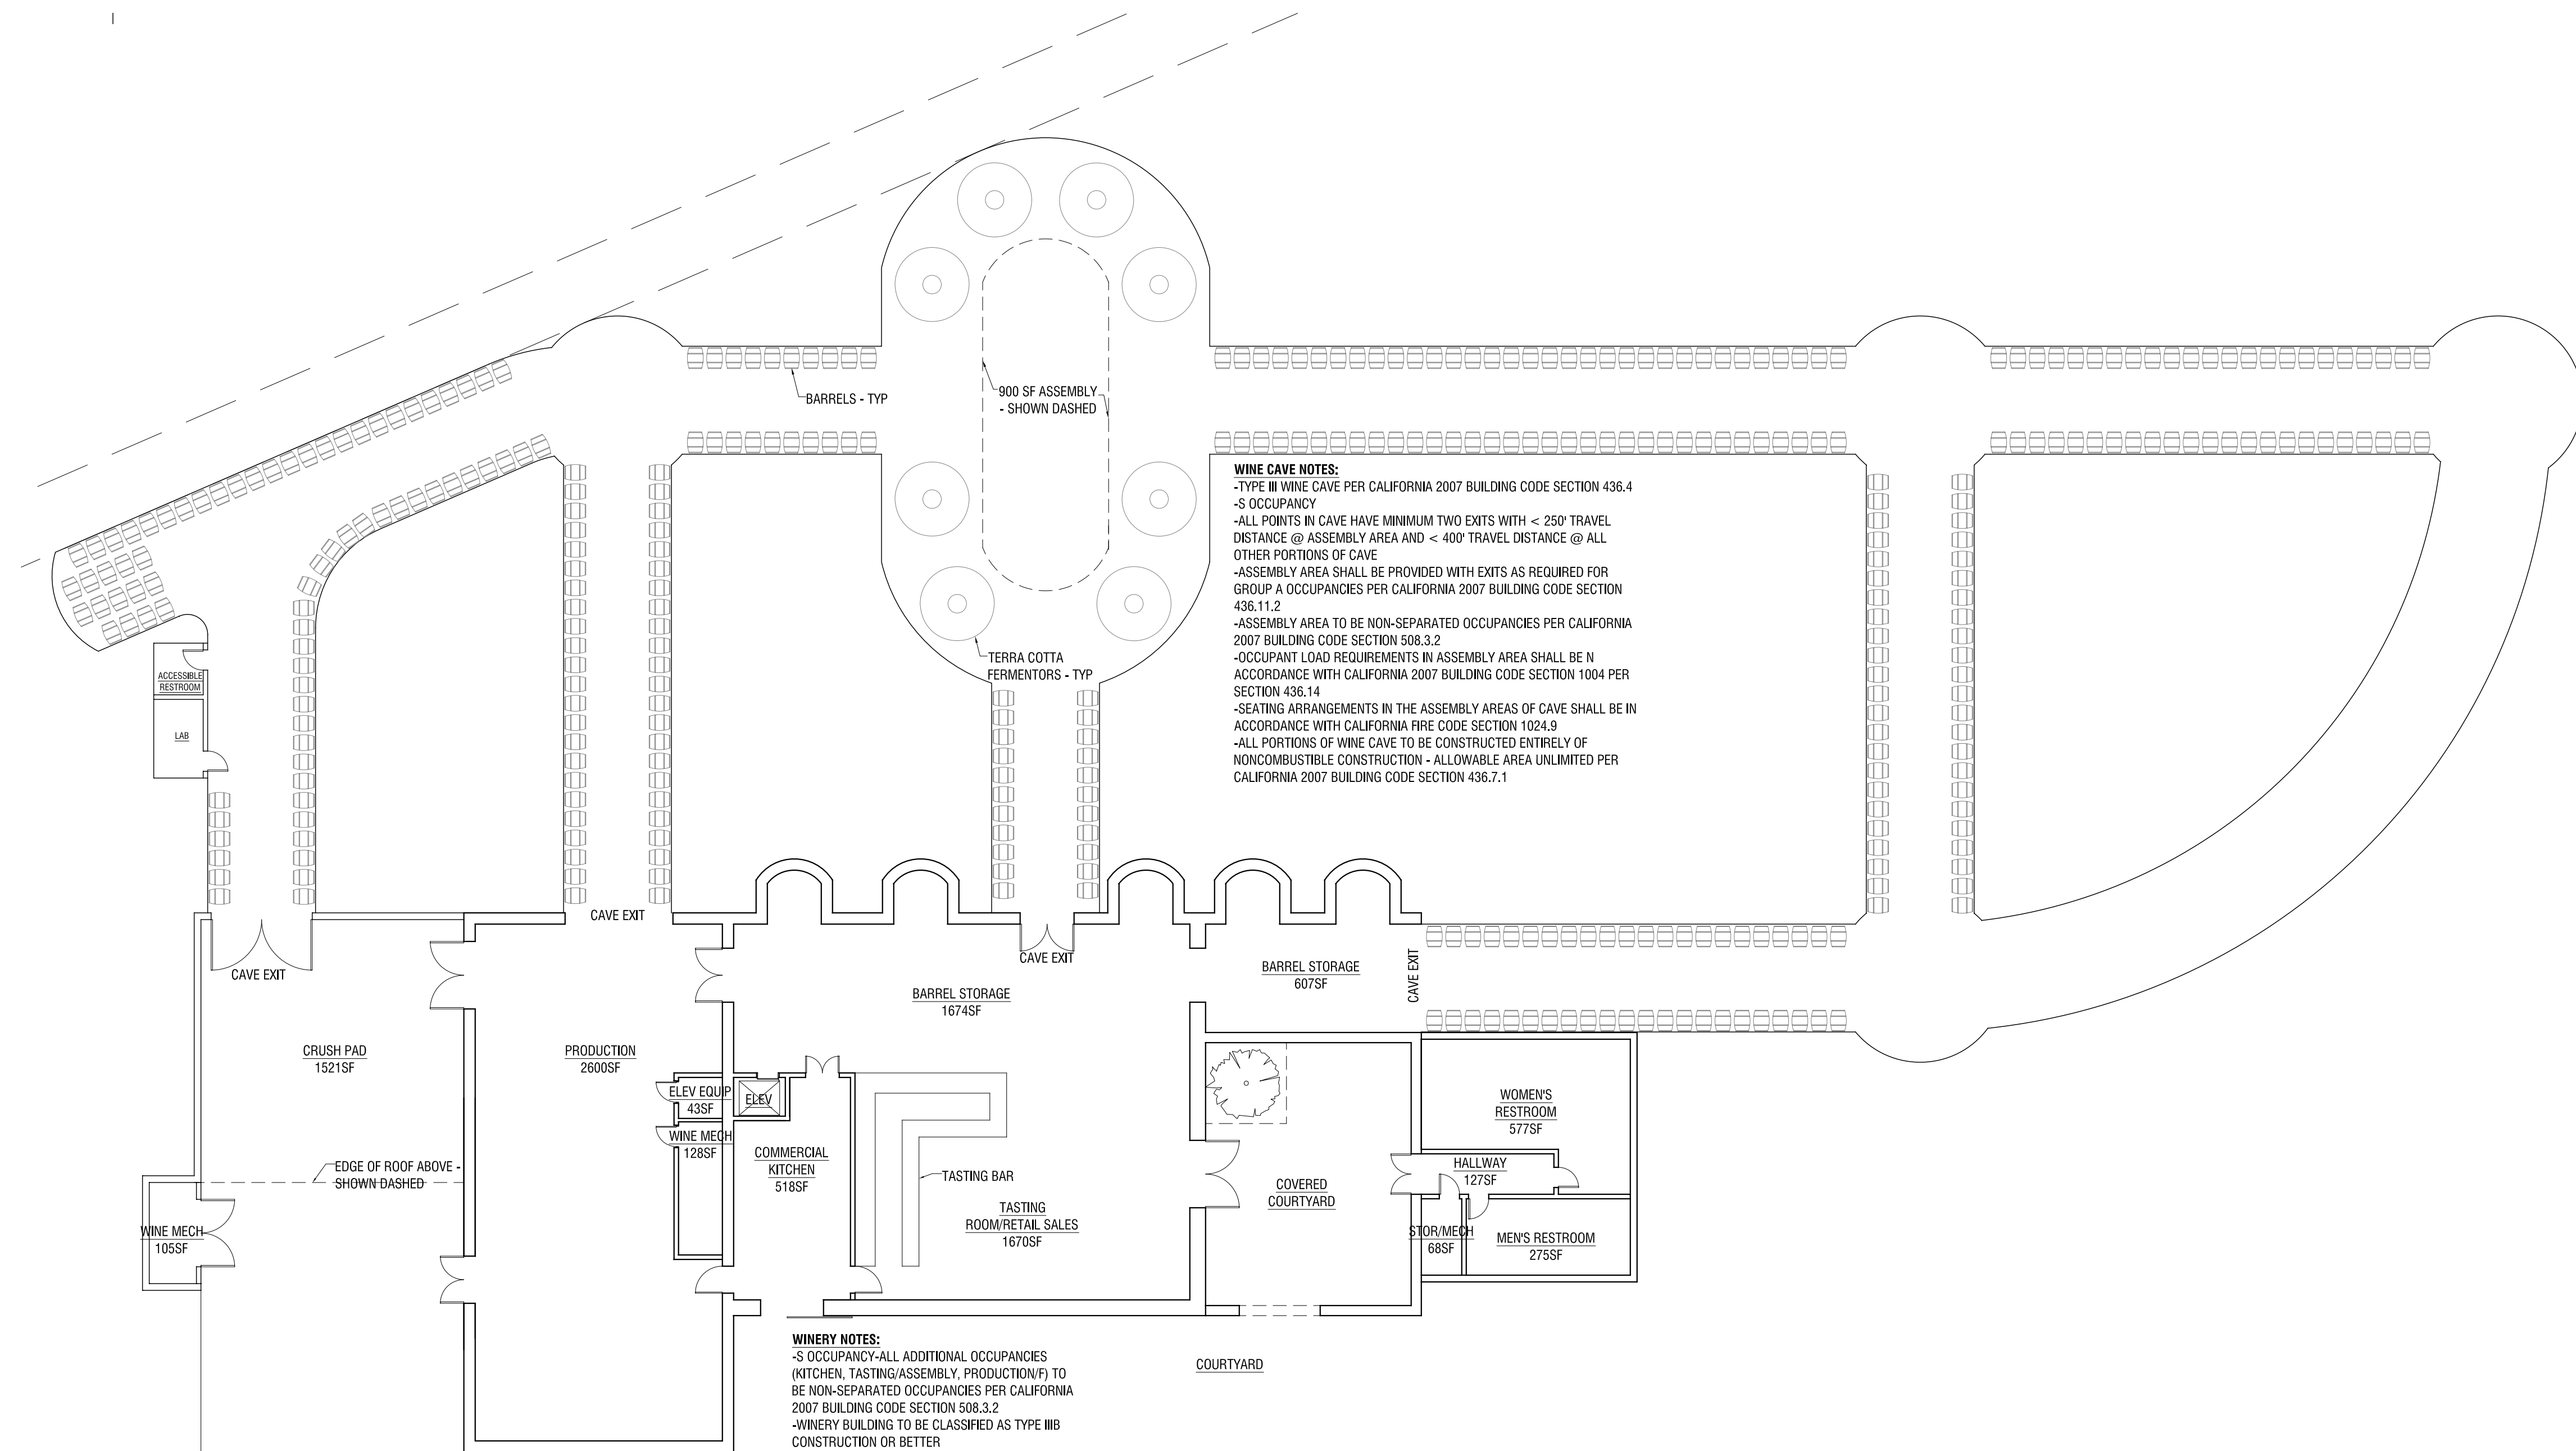 BARRELS - TYP
900 SF ASSEMBLY
- SHOWN DASHED
WINE CAVE NOTES:
-TYPE III WINE CAVE PER CALIFORNIA 2007 BUILDING CODE SECTION 436.4
-S OCCUPANCY
-ALL POINTS IN CAVE HAVE MINIMUM TWO EXITS WITH < 250' TRAVEL
DISTANCE @ ASSEMBLY AREA AND < 400' TRAVEL DISTANCE @ ALL
OTHER PORTIONS OF CAVE
-ASSEMBLY AREA SHALL BE PROVIDED WITH EXITS AS REQUIRED FOR
GROUP A OCCUPANCIES PER CALIFORNIA 2007 BUILDING CODE SECTION
436.11.2
-ASSEMBLY AREA TO BE NON-SEPARATED OCCUPANCIES PER CALIFORNIA
2007 BUILDING CODE SECTION 508.3.2
-OCCUPANT LOAD REQUIREMENTS IN ASSEMBLY AREA SHALL BE N
ACCORDANCE WITH CALIFORNIA 2007 BUILDING CODE SECTION 1004 PER
SECTION 436.14
-SEATING ARRANGEMENTS IN THE ASSEMBLY AREAS OF CAVE SHALL BE IN
ACCORDANCE WITH CALIFORNIA FIRE CODE SECTION 1024.9
-ALL PORTIONS OF WINE CAVE TO BE CONSTRUCTED ENTIRELY OF
NONCOMBUSTIBLE CONSTRUCTION - ALLOWABLE AREA UNLIMITED PER
CALIFORNIA 2007 BUILDING CODE SECTION 436.7.1
TERRA COTTA
FERMENTORS - TYP
ACCESSIBLE
RESTROOM
LAB
CAVE EXIT
CAVE EXIT
CAVE EXIT
CAVE EXIT
BARREL STORAGE
1674SF
BARREL STORAGE
607SF
CRUSH PAD
1521SF
PRODUCTION
2600SF
ELEV EQUIP
43SF
ELEV
WINE MECH
128SF
COMMERCIAL
KITCHEN
518SF
TASTING BAR
TASTING
ROOM/RETAIL SALES
1670SF
COVERED
COURTYARD
WOMEN'S
RESTROOM
577SF
HALLWAY
127SF
STOR/MECH
68SF
MEN'S RESTROOM
275SF
EDGE OF ROOF ABOVE -
SHOWN DASHED
WINE MECH
105SF
WINERY NOTES:
-S OCCUPANCY-ALL ADDITIONAL OCCUPANCIES
(KITCHEN, TASTING/ASSEMBLY, PRODUCTION/F) TO
BE NON-SEPARATED OCCUPANCIES PER CALIFORNIA
2007 BUILDING CODE SECTION 508.3.2
-WINERY BUILDING TO BE CLASSIFIED AS TYPE IIIB
CONSTRUCTION OR BETTER
COURTYARD